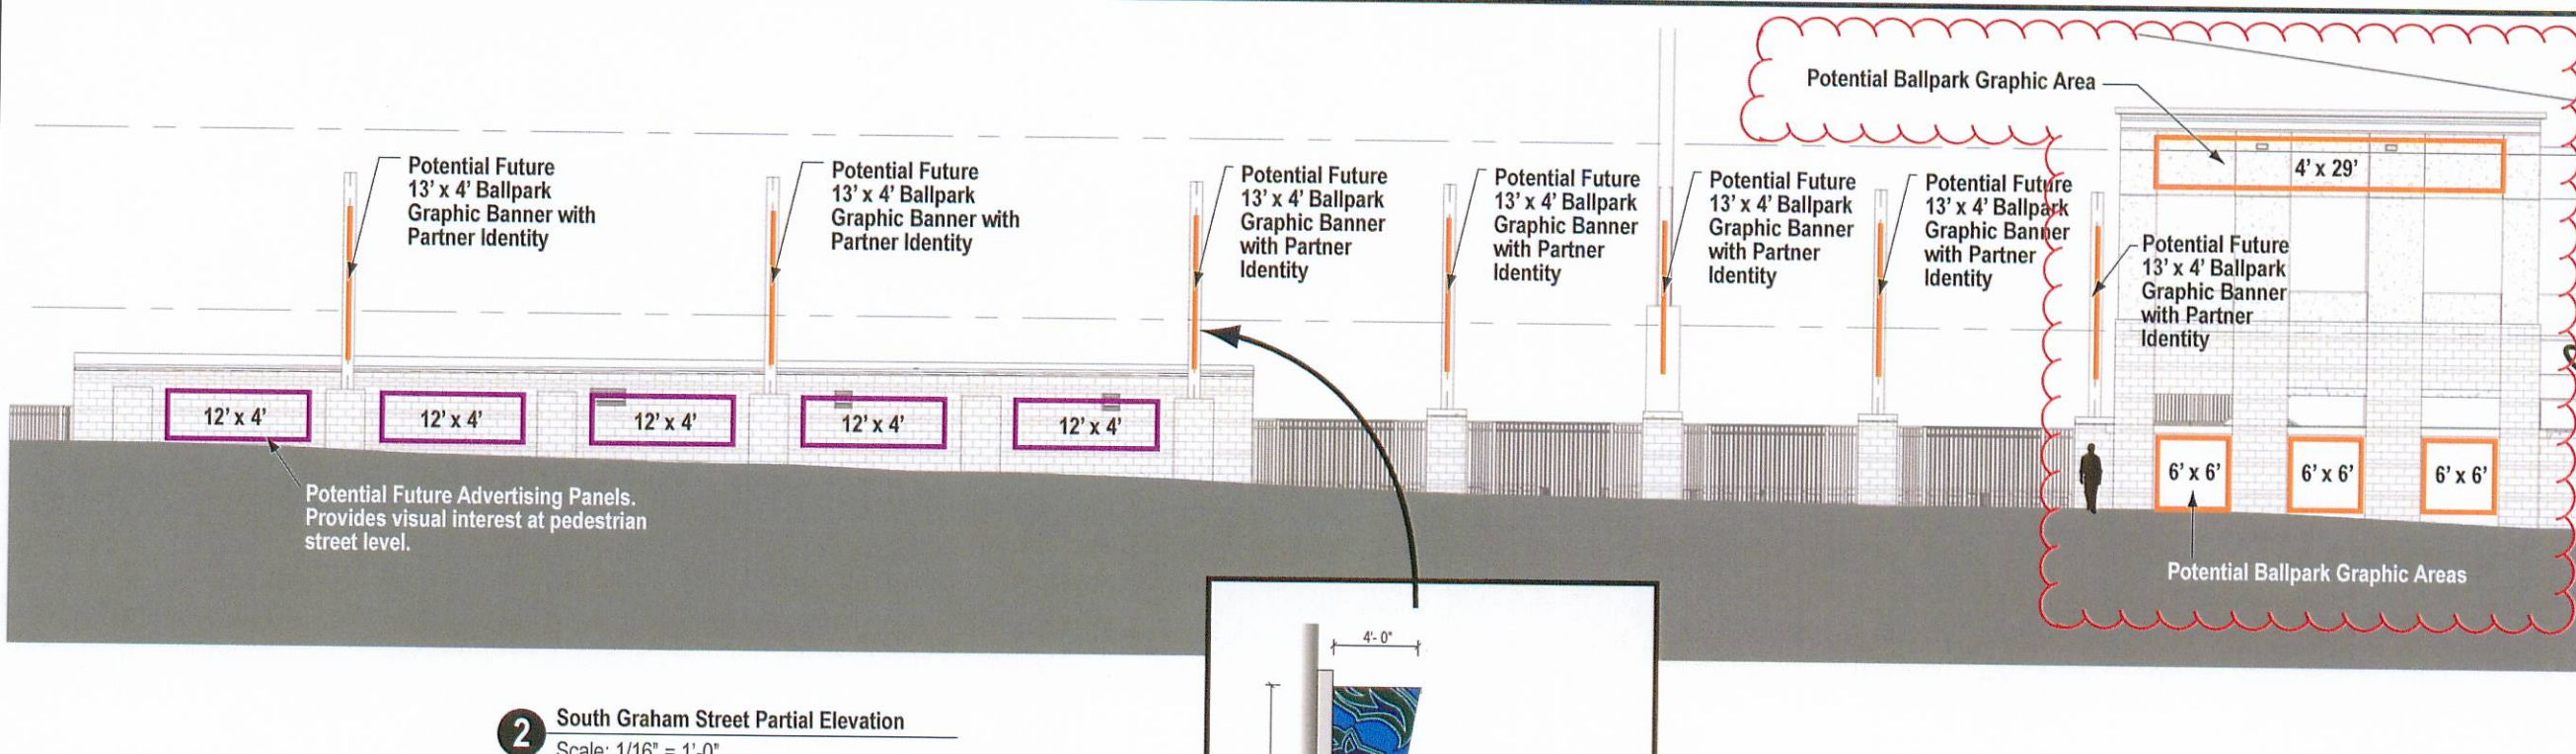 Potential Ballpark Graphic Area
4' x 29'
Potential Future
13' x 4' Ballpark
Graphic Banner with
Partner Identity
Potential Future
13' x 4' Ballpark
Graphic Banner with
Partner Identity
Potential Future
13' x 4' Ballpark
Graphic Banner
with Partner
Identity
Potential Future
13' x 4' Ballpark
Graphic Banner
with Partner
Identity
Potential Future
13' x 4' Ballpark
Graphic Banner
with Partner
Identity
Potential Future
13' x 4' Ballpark
Graphic Banner
with Partner
Identity
Potential Future
13' x 4' Ballpark
Graphic Banner
with Partner
Identity
12' x 4'
12' x 4'
12' x 4'
12' x 4'
12' x 4'
6' x 6'
6' x 6'
6' x 6'
Potential Future Advertising Panels.
Provides visual interest at pedestrian
street level.
Potential Ballpark Graphic Areas
4'- 0"
2
South Graham Street Partial Elevation
Scale: 1/16" = 1'-0"